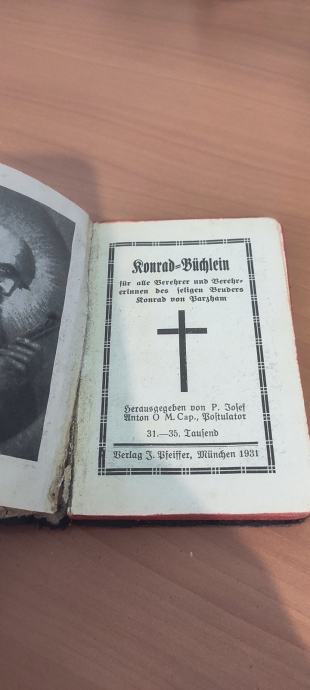 Konrad=Büchlein
für alle Verehrer und Verehr=
erinnen des seligen Bruders
Konrad von Parzham
Herausgegeben von P. Josef
Anton O M. Cap., Postulator
31.—35. Tausend
Verlag J. Pfeiffer, München 1931